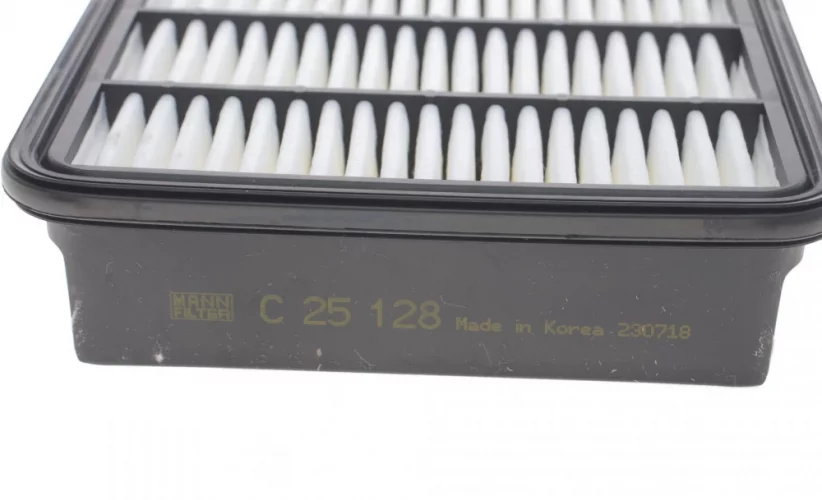 MANN
FILTER
C 25 128 Made in Korea 230718